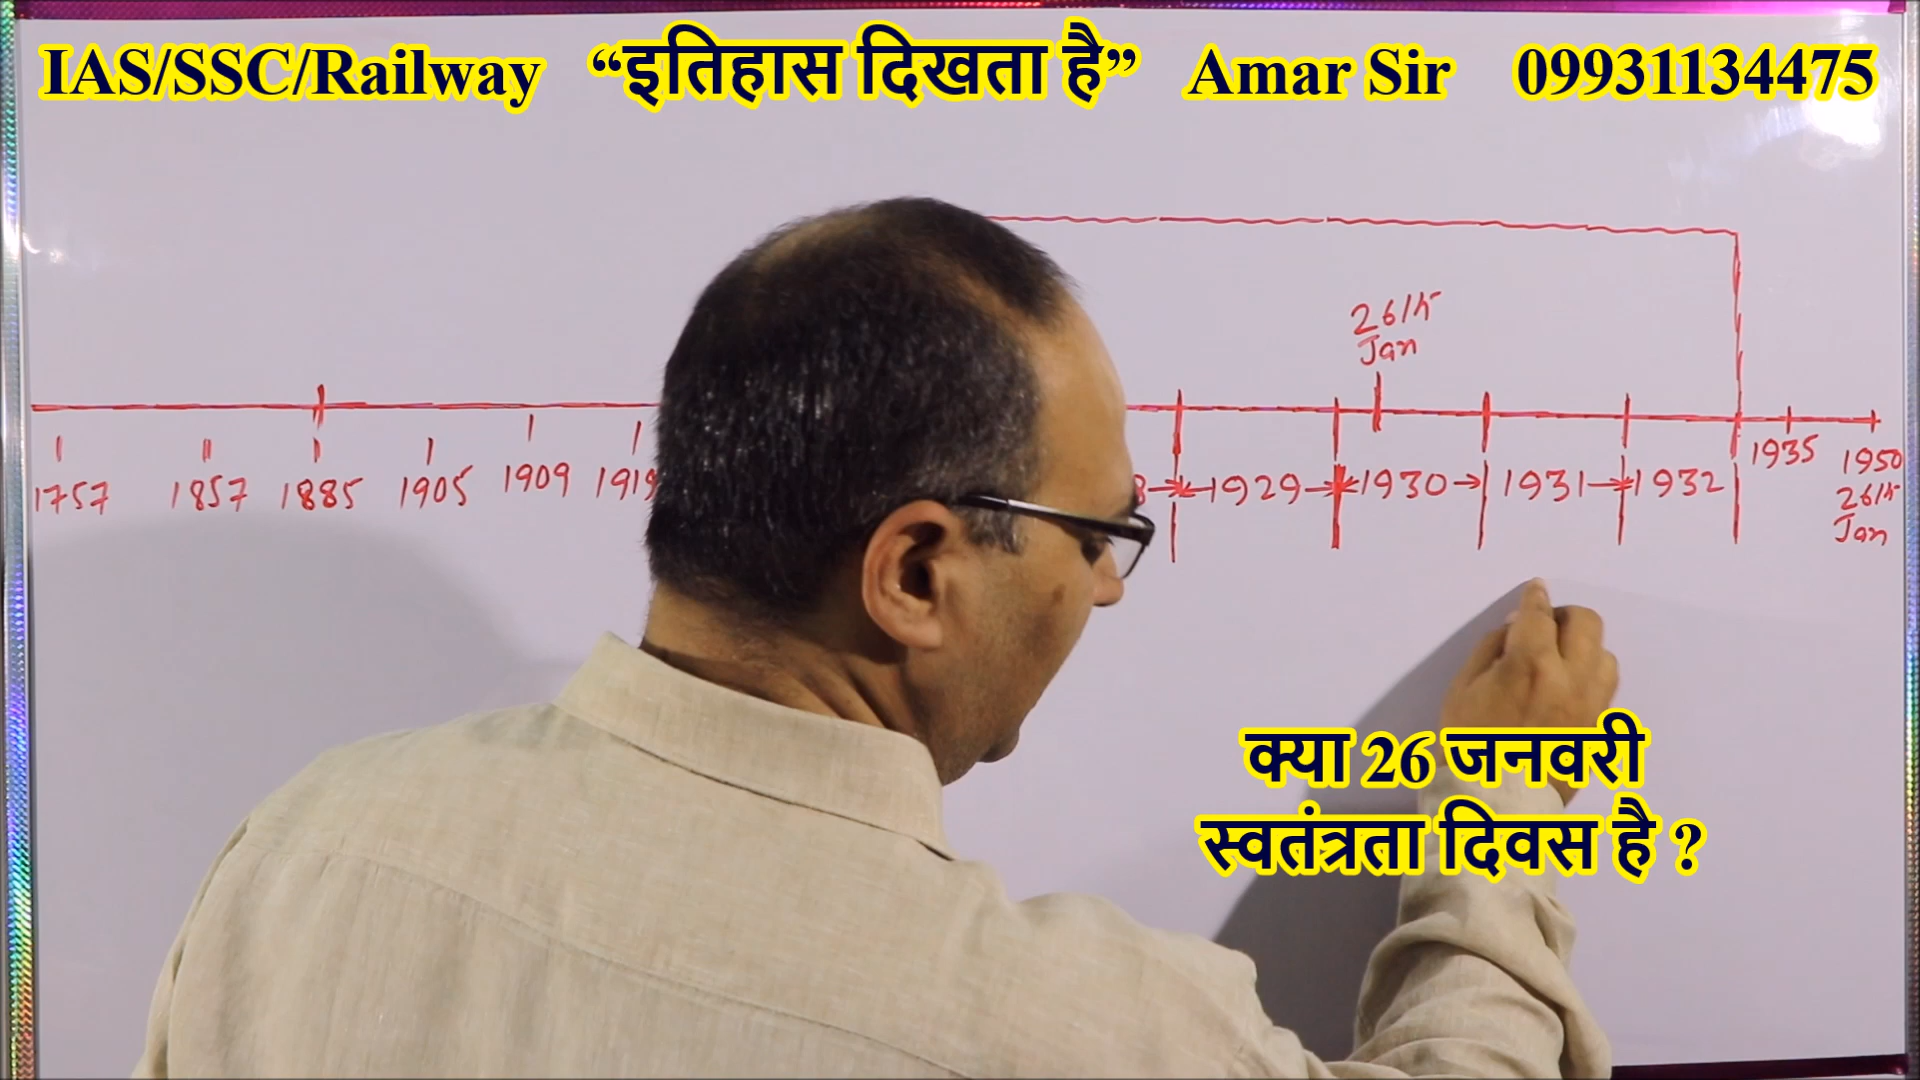 IAS/SSC/Railway “इतिहास दिखता है” Amar Sir 09931134475
26th
Jan
1757 1857 1885 1905 1909 1919 1929 1930 1931 1932 1935 1950
26th
Jan
क्या 26 जनवरी
स्वतंत्रता दिवस है ?